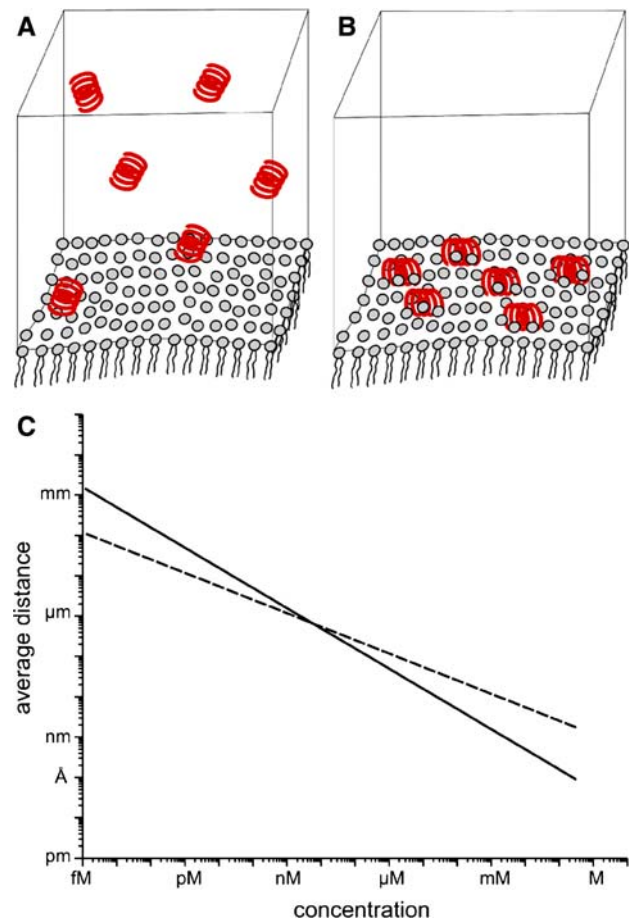 A
B
C
mm
µm
nm
Å
pm
average distance
fM
pM
nM
µM
mM
M
concentration